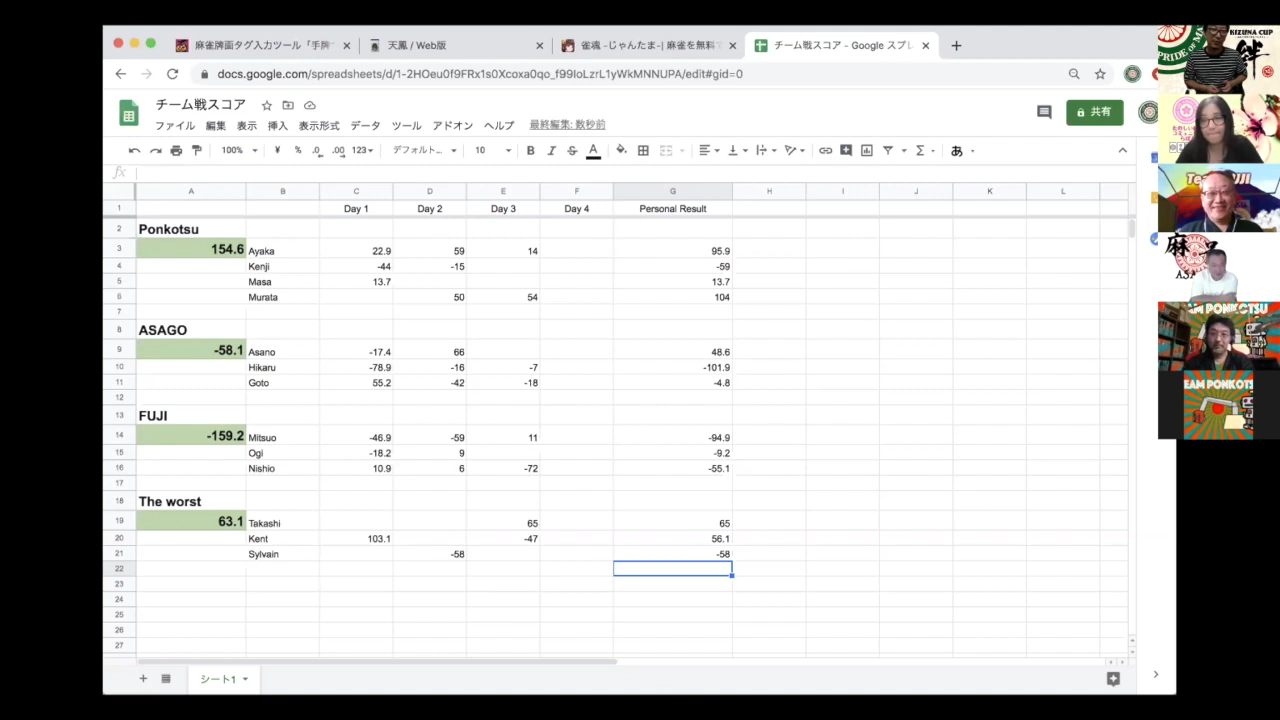 麻雀牌画タグ入力ツール「手牌 ×
天鳳 / Web版 ×
雀魂 -じゃんたま-| 麻雀を無料で ×
チーム戦スコア - Google スプレ ×
チーム戦スコア
共有
ファイル 編集 表示 挿入 表示形式 データ ツール アドオン ヘルプ 最終編集: 数秒前
100% ¥ % .0 .00 123 デフォルト... B S A あ
fx
A B C D E F G H I J K L
1 Day 1 Day 2 Day 3 Day 4 Personal Result
2 Ponkotsu
3 154.6 Ayaka 22.9 59 14 95.9
4 Kenji -44 -15 -59
5 Masa 13.7 13.7
6 Murata 50 54 104
7
8 ASAGO
9 -58.1 Asano -17.4 66 48.6
10 Hikaru -78.9 -16 -7 -101.9
11 Goto 55.2 -42 -18 -4.8
12
13 FUJI
14 -159.2 Mitsuo -46.9 -59 11 -94.9
15 Ogi -18.2 9 -9.2
16 Nishio 10.9 6 -72 -55.1
17
18 The worst
19 63.1 Takashi 65 65
20 Kent 103.1 -47 56.1
21 Sylvain -58 -58
22
23
24
25
26
27
シート1
PRIDE OF
KIZUNA CUP
絆
麻
TEAM PONKOTSU